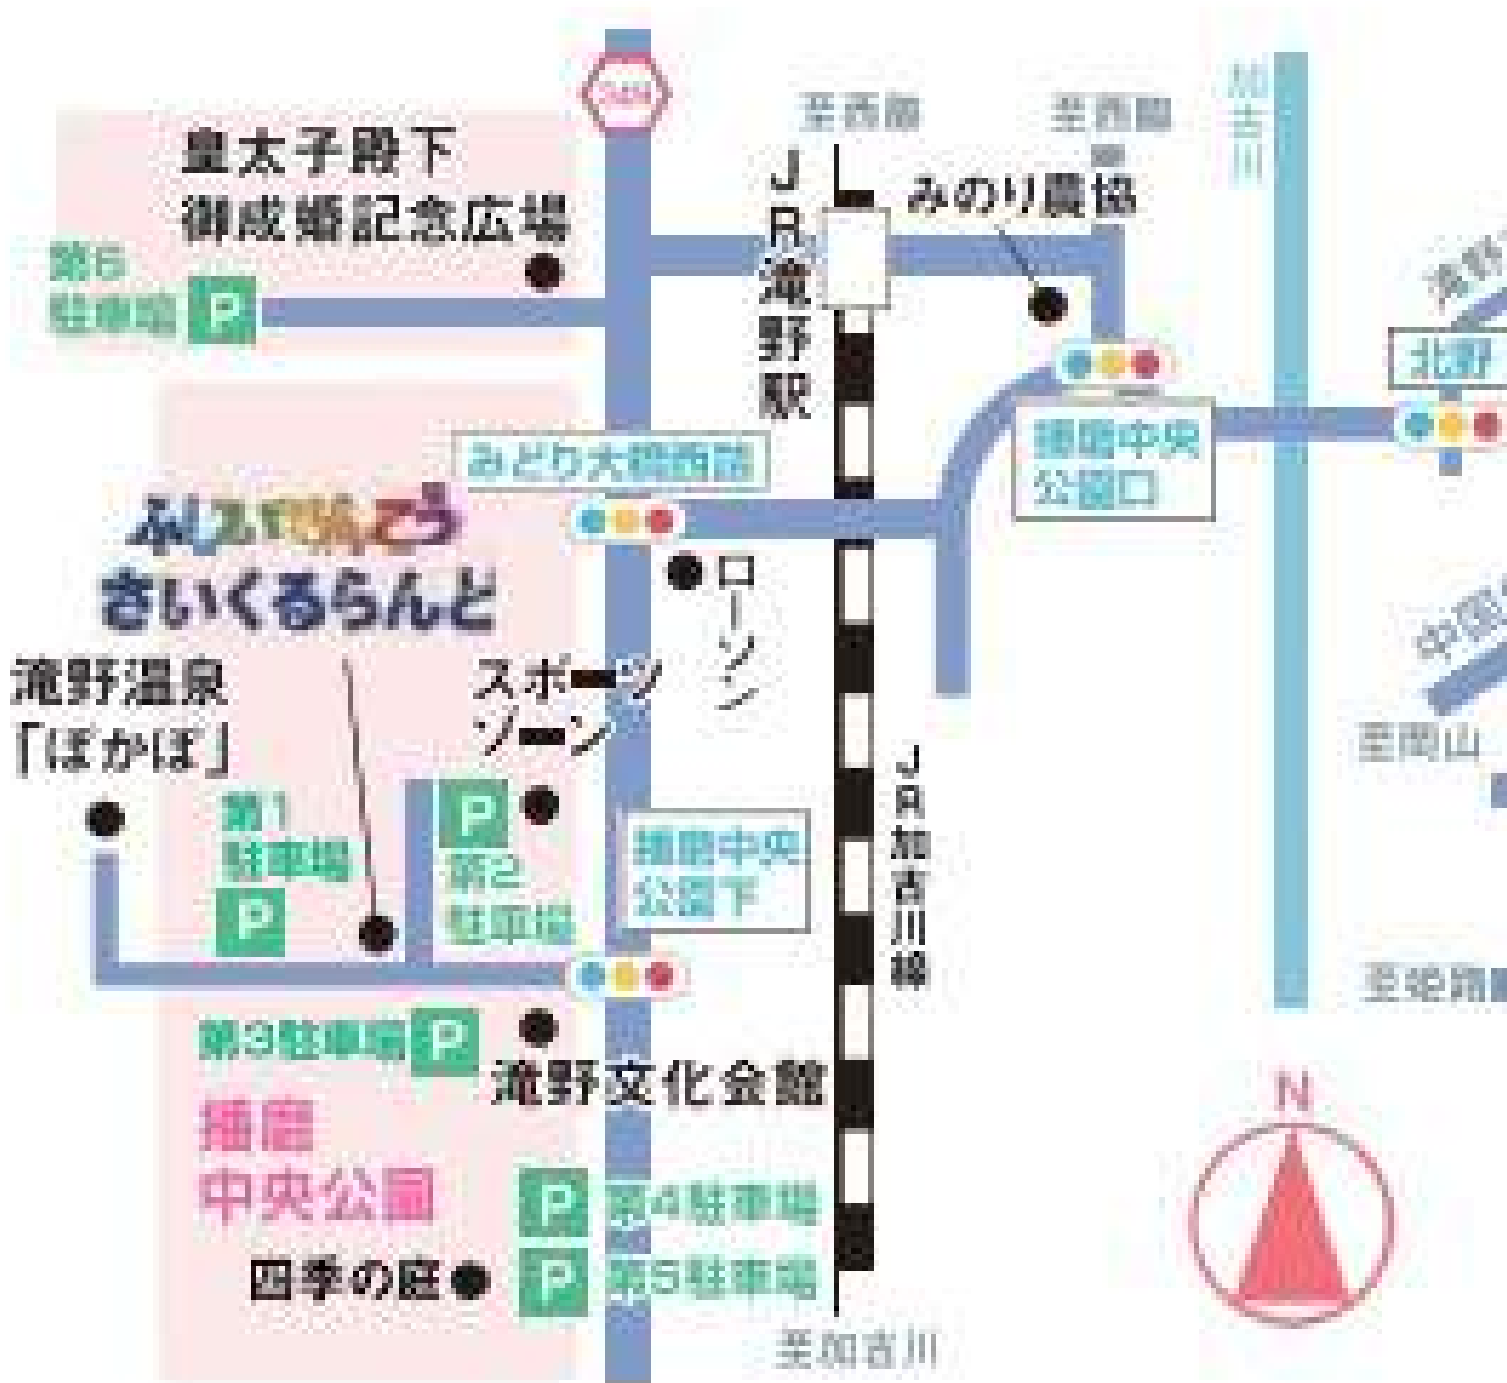 皇太子殿下
御成婚記念広場
第6
駐車場
P
至西脇
至西脇
加古川
JR滝野駅
みのり農協
北野
みどり大橋西詰
播磨中央
公園口
さいくるらんど
ローソン
スポーツ
ゾーン
滝野温泉
「ぽかぽ」
第1
駐車場
P
P
第2
駐車場
播磨中央
公園下
JR加古川線
至岡山
第3駐車場 P
滝野文化会館
播磨
中央公園
P 第4駐車場
四季の庭
P 第5駐車場
至加古川
N